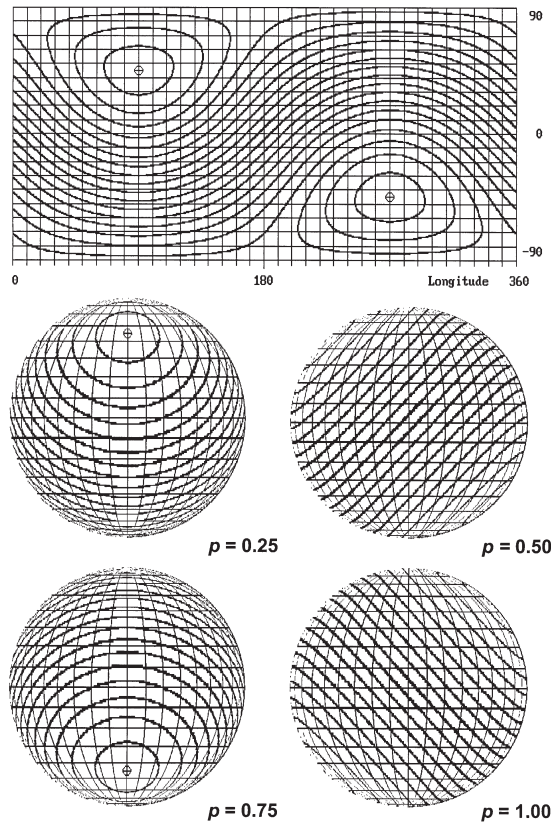 90
0
-90
0 180 Longitude 360
p = 0.25 p = 0.50
p = 0.75 p = 1.00